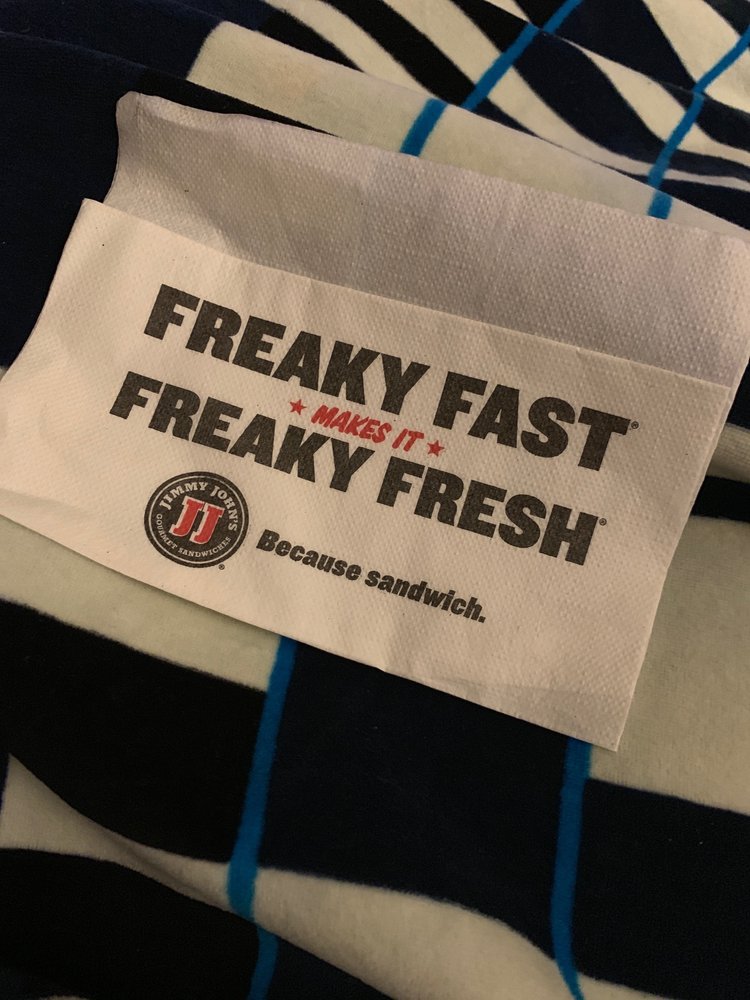 FREAKY FAST®
★ MAKES IT ★
FREAKY FRESH®
JIMMY JOHN'S
JJ
GOURMET SANDWICHES
®
Because sandwich.